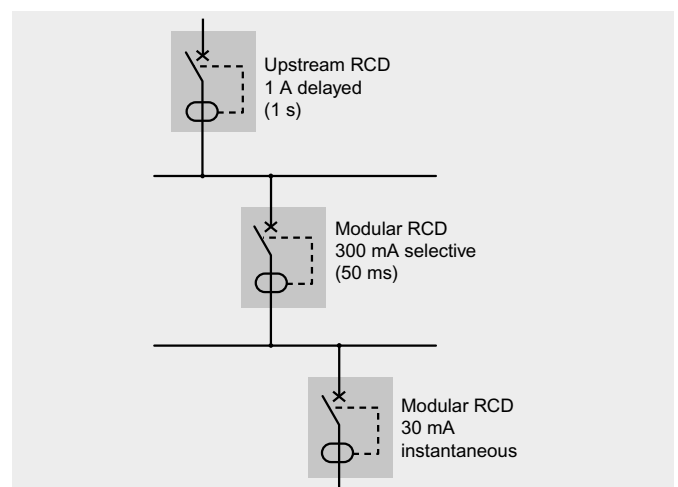 Upstream RCD
1 A delayed
(1 s)
Modular RCD
300 mA selective
(50 ms)
Modular RCD
30 mA
instantaneous